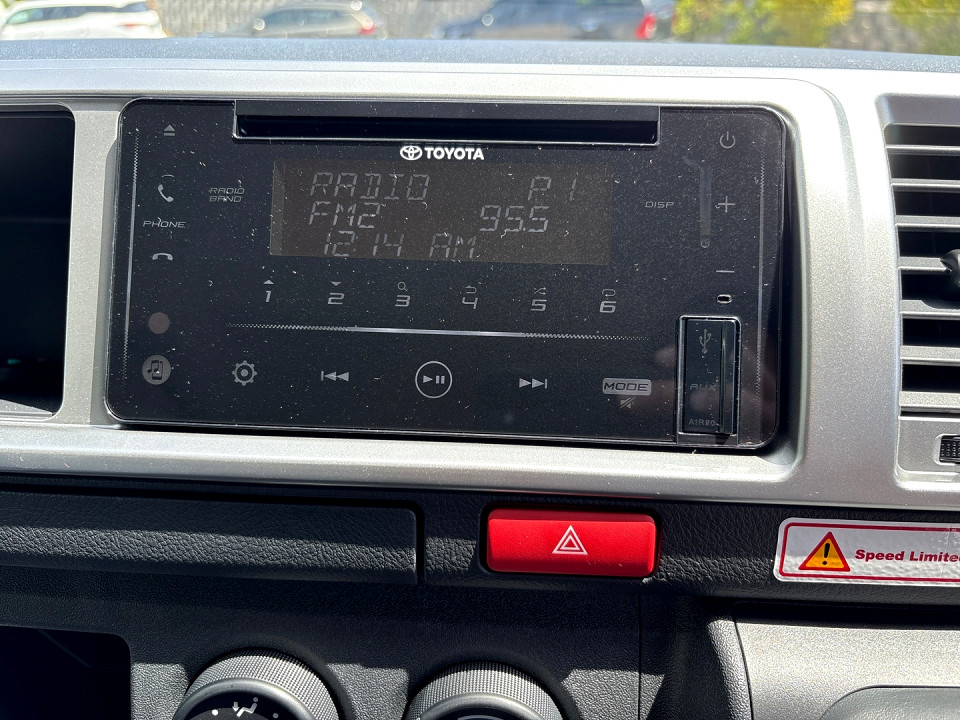 TOYOTA
RADIO P1
FM2 95.5
12:14 AM
RADIO BAND
PHONE
DISP
1 2 3 4 5 6
MODE
AUX
Speed Limited